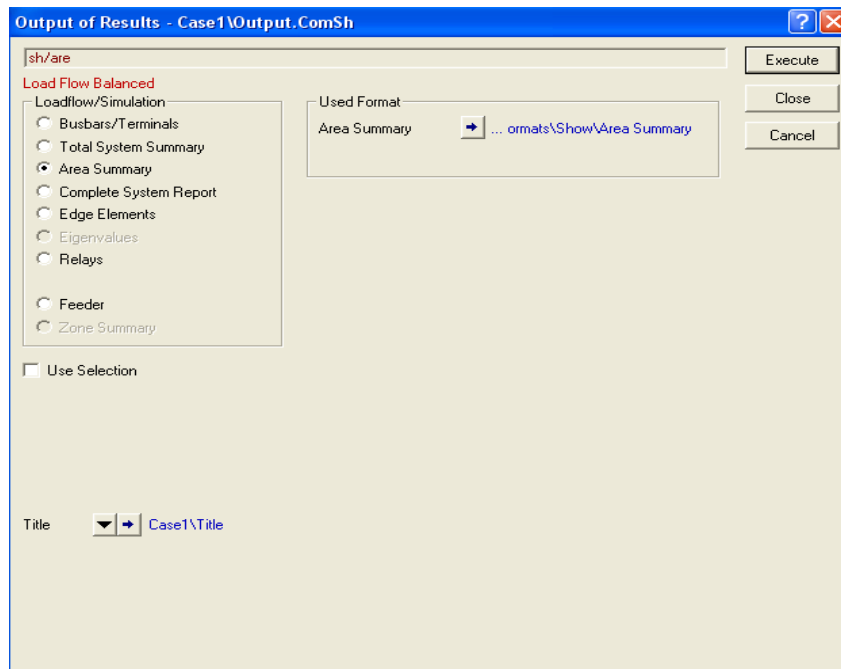 Output of Results - Case1\Output.ComSh
sh/are
Execute
Load Flow Balanced
Close
Cancel
Loadflow/Simulation
Busbars/Terminals
Total System Summary
Area Summary
Complete System Report
Edge Elements
Eigenvalues
Relays
Feeder
Zone Summary
Used Format
Area Summary ... ormats\Show\Area Summary
Use Selection
Title Case1\Title